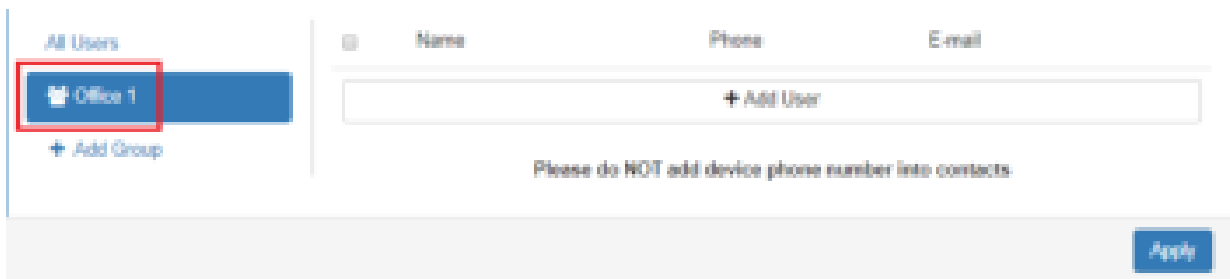 All Users
Office 1
+ Add Group
Name Phone E-mail
+ Add User
Please do NOT add device phone number into contacts
Apply